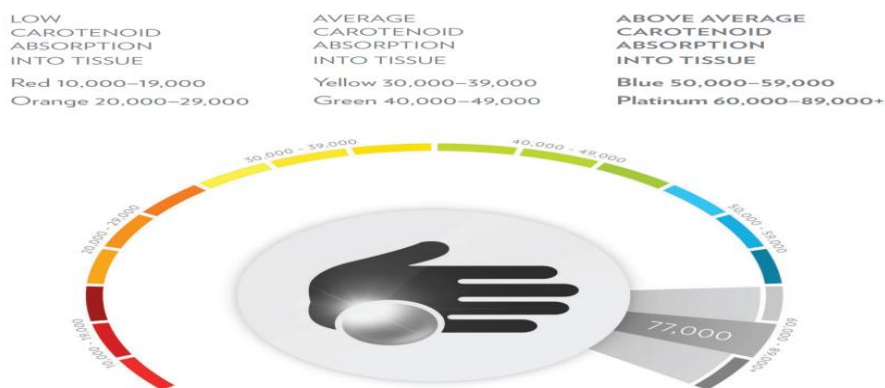 LOW
CAROTENOID
ABSORPTION
INTO TISSUE
Red 10,000–19,000
Orange 20,000–29,000
AVERAGE
CAROTENOID
ABSORPTION
INTO TISSUE
Yellow 30,000–39,000
Green 40,000–49,000
ABOVE AVERAGE
CAROTENOID
ABSORPTION
INTO TISSUE
Blue 50,000–59,000
Platinum 60,000–89,000+
10,000 - 19,000
20,000 - 29,000
30,000 - 39,000
40,000 - 49,000
50,000 - 59,000
60,000 - 89,000+
77,000